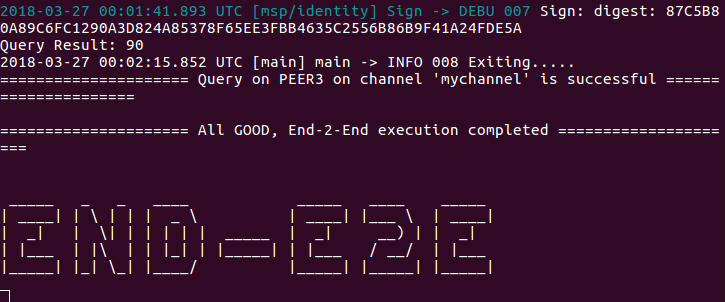 2018-03-27 00:01:41.893 UTC [msp/identity] Sign -> DEBU 007 Sign: digest: 87C5B8
0A89C6FC1290A3D824A85378F65EE3FBB4635C2556B86B9F41A24FDE5A
Query Result: 90
2018-03-27 00:02:15.852 UTC [main] main -> INFO 008 Exiting.....
===================== Query on PEER3 on channel 'mychannel' is successful ======
===============
===================== All GOOD, End-2-End execution completed ==================
===
 _____   _   _   ____            _____   ____    _____
| ____| | \ | | |  _ \          | ____| |___ \  | ____|
|  _|   |  \| | | | | |  _____  |  _|     __) | |  _|
| |___  | |\  | | |_| | |_____| | |___   / __/  | |___
|_____| |_| \_| |____/          |_____| |_____| |_____|